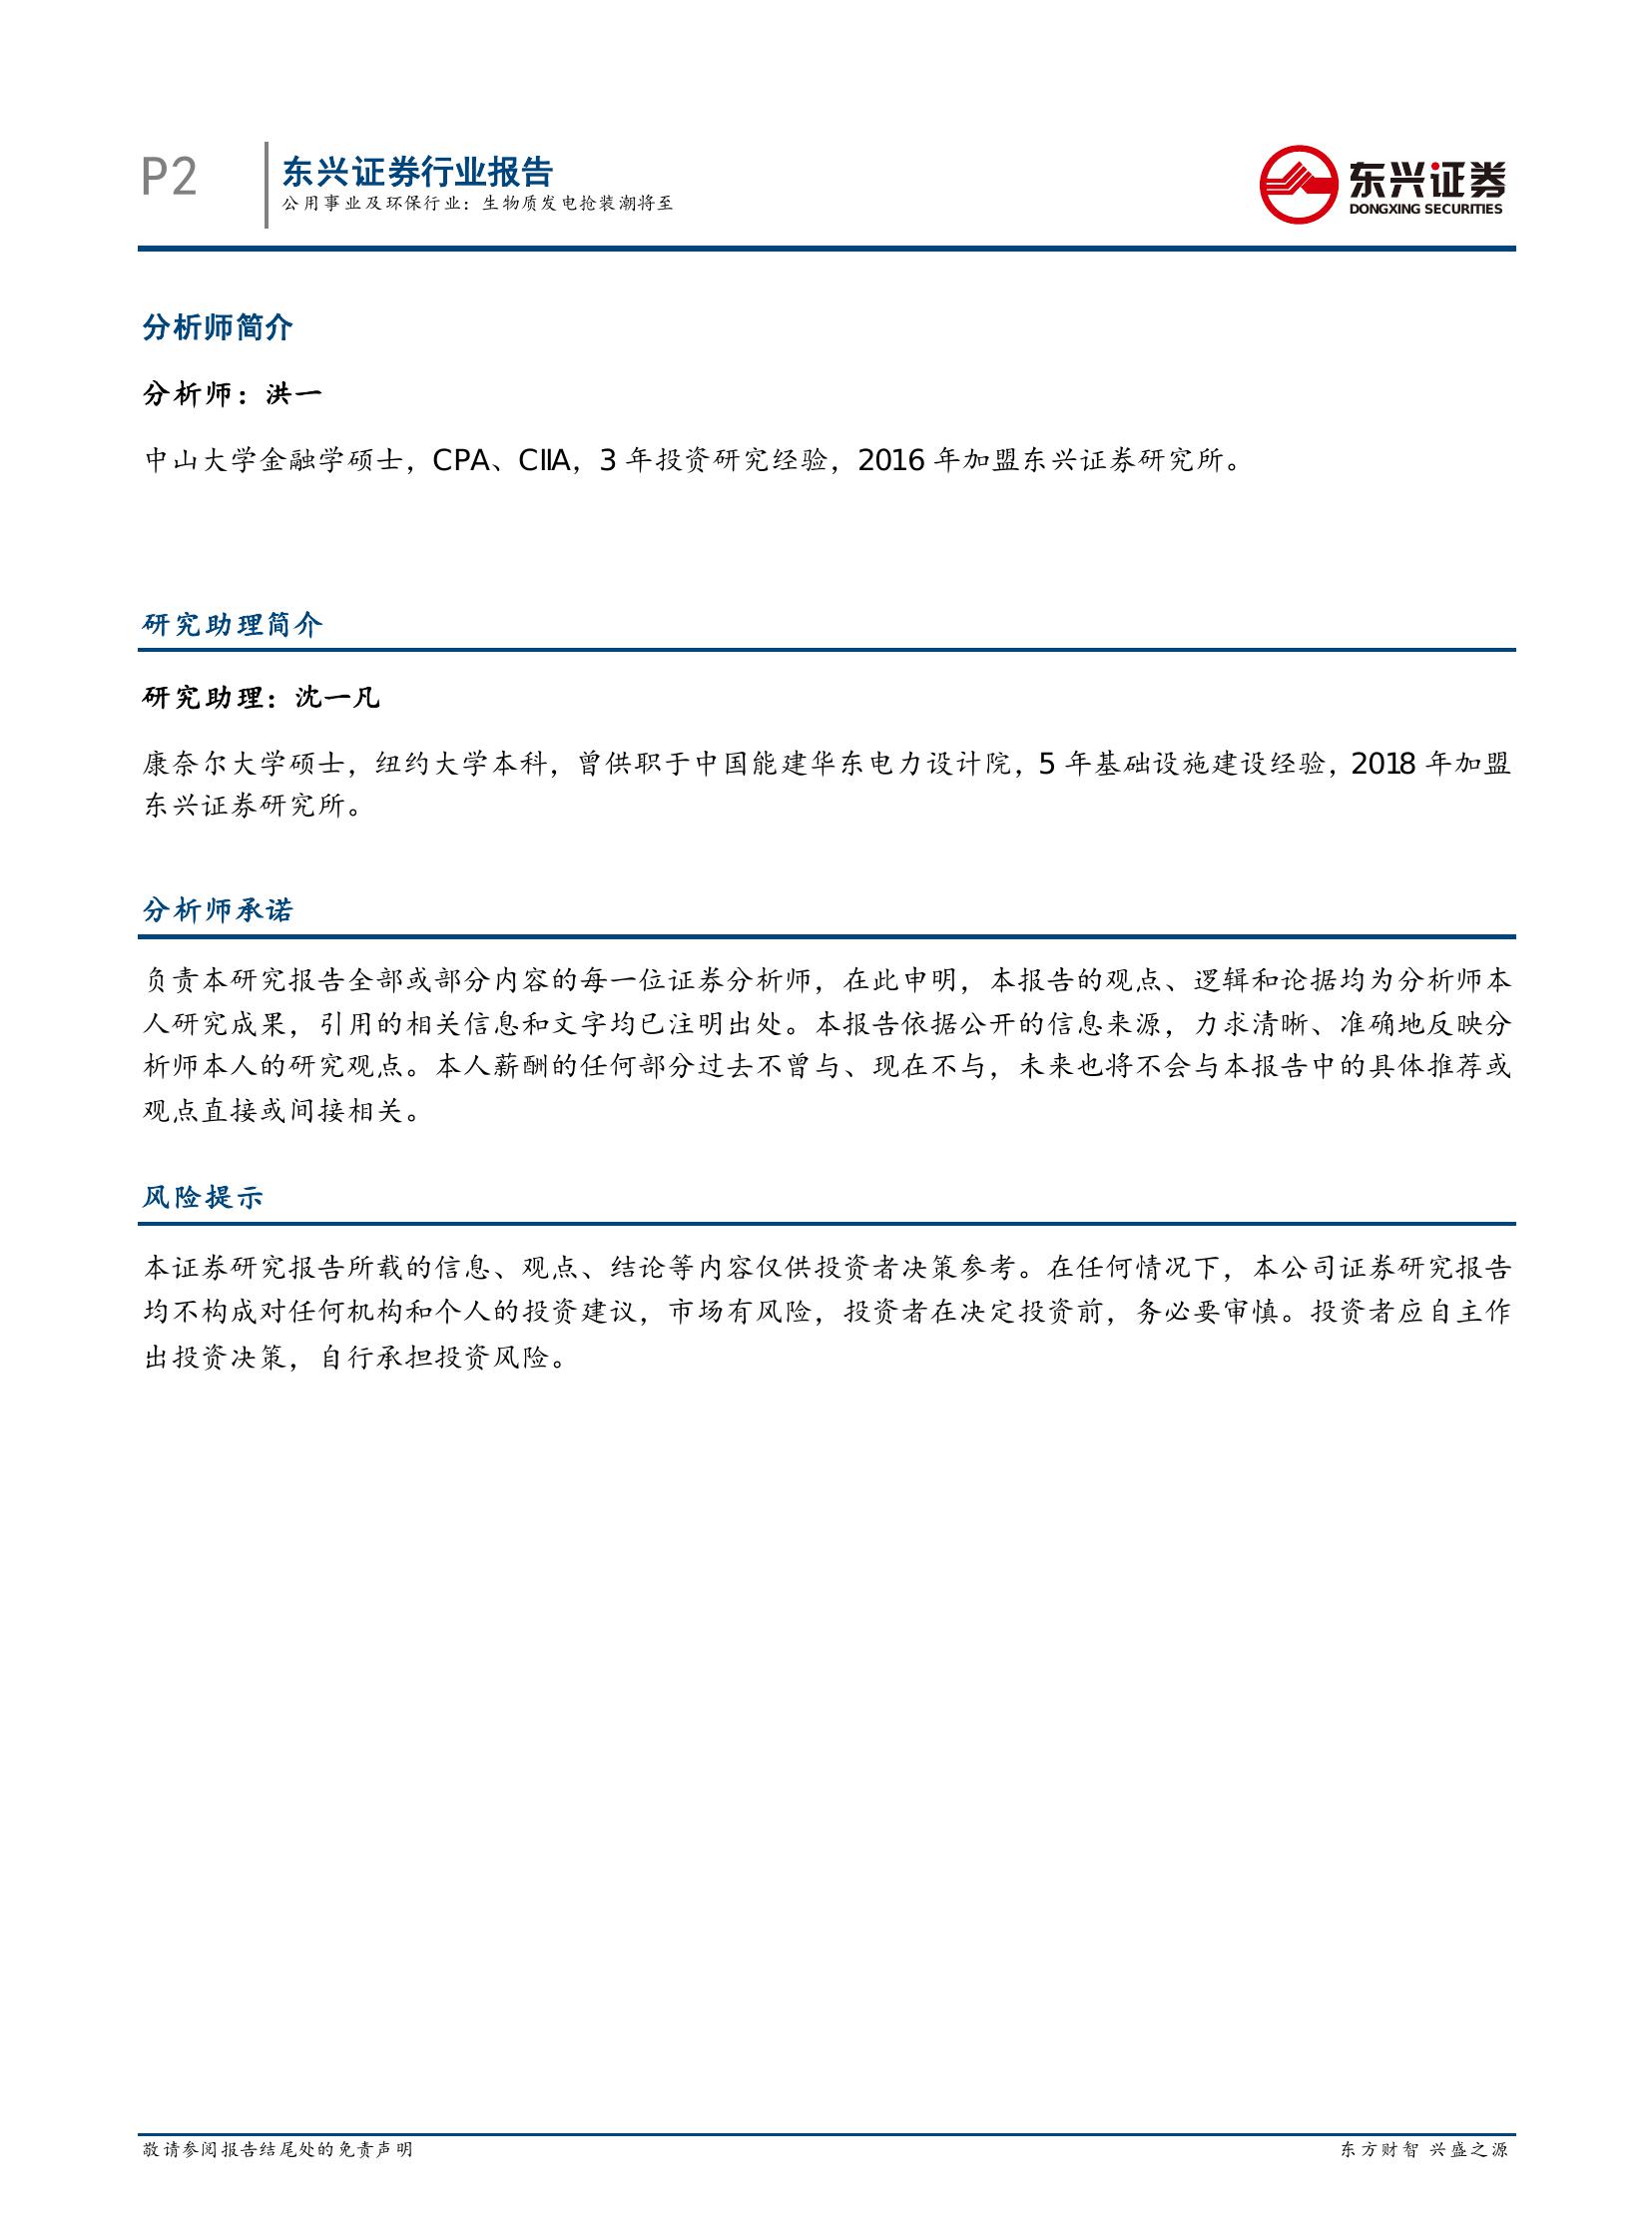 P2
东兴证券行业报告
公用事业及环保行业：生物质发电抢装潮将至
东兴证券
DONGXING SECURITIES
分析师简介
分析师：洪一
中山大学金融学硕士，CPA、CIIA，3 年投资研究经验，2016 年加盟东兴证券研究所。
研究助理简介
研究助理：沈一凡
康奈尔大学硕士，纽约大学本科，曾供职于中国能建华东电力设计院，5 年基础设施建设经验，2018 年加盟
东兴证券研究所。
分析师承诺
负责本研究报告全部或部分内容的每一位证券分析师，在此申明，本报告的观点、逻辑和论据均为分析师本
人研究成果，引用的相关信息和文字均已注明出处。本报告依据公开的信息来源，力求清晰、准确地反映分
析师本人的研究观点。本人薪酬的任何部分过去不曾与、现在不与，未来也将不会与本报告中的具体推荐或
观点直接或间接相关。
风险提示
本证券研究报告所载的信息、观点、结论等内容仅供投资者决策参考。在任何情况下，本公司证券研究报告
均不构成对任何机构和个人的投资建议，市场有风险，投资者在决定投资前，务必要审慎。投资者应自主作
出投资决策，自行承担投资风险。
敬请参阅报告结尾处的免责声明
东方财智 兴盛之源